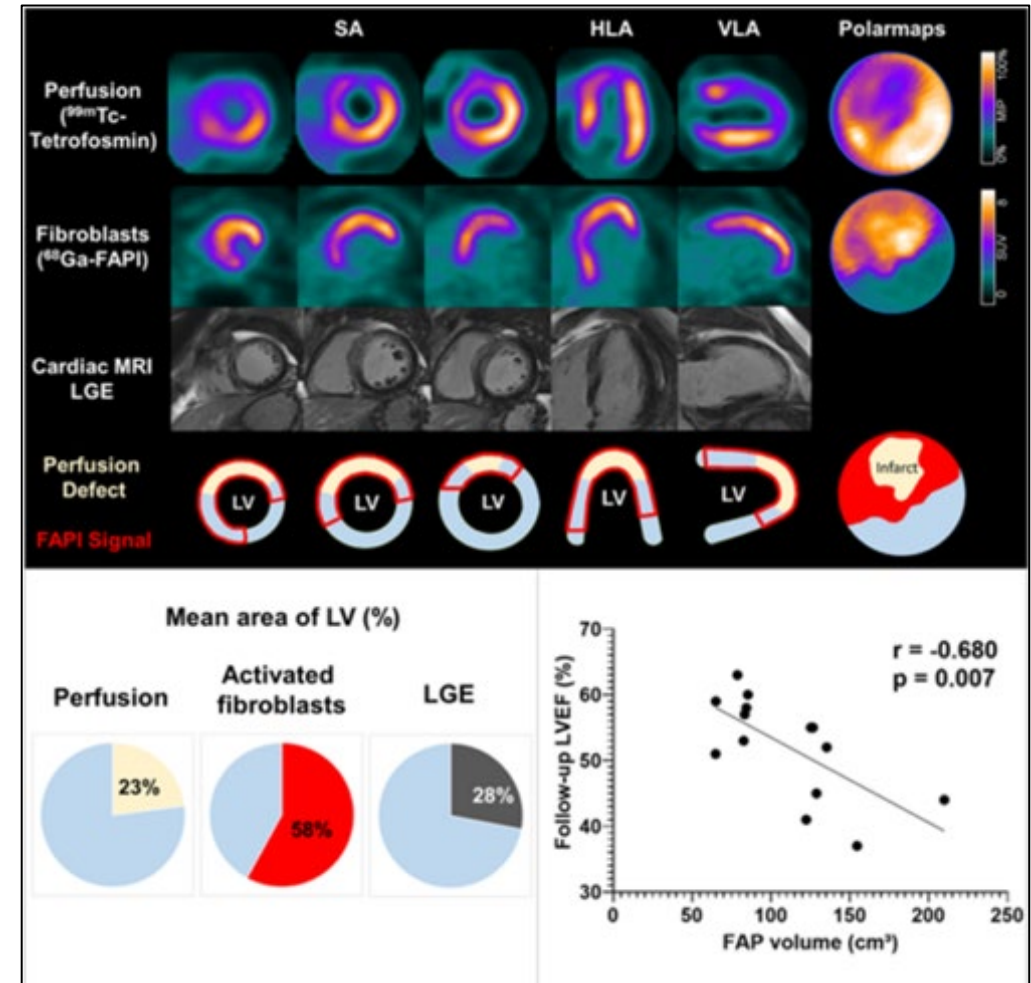 SA HLA VLA Polarmaps
Perfusion
(⁹⁹ᵐTc-
Tetrofosmin)
100%
MP
0%
Fibroblasts
(⁶⁸Ga-FAPI)
8
SUV
0
Cardiac MRI
LGE
Perfusion
Defect
FAPI Signal
LV LV LV LV LV Infarct
Mean area of LV (%)
Perfusion
Activated
fibroblasts
LGE
23%
58%
28%
r = -0.680
p = 0.007
Follow-up LVEF (%)
70
60
50
40
30
0 50 100 150 200 250
FAP volume (cm³)